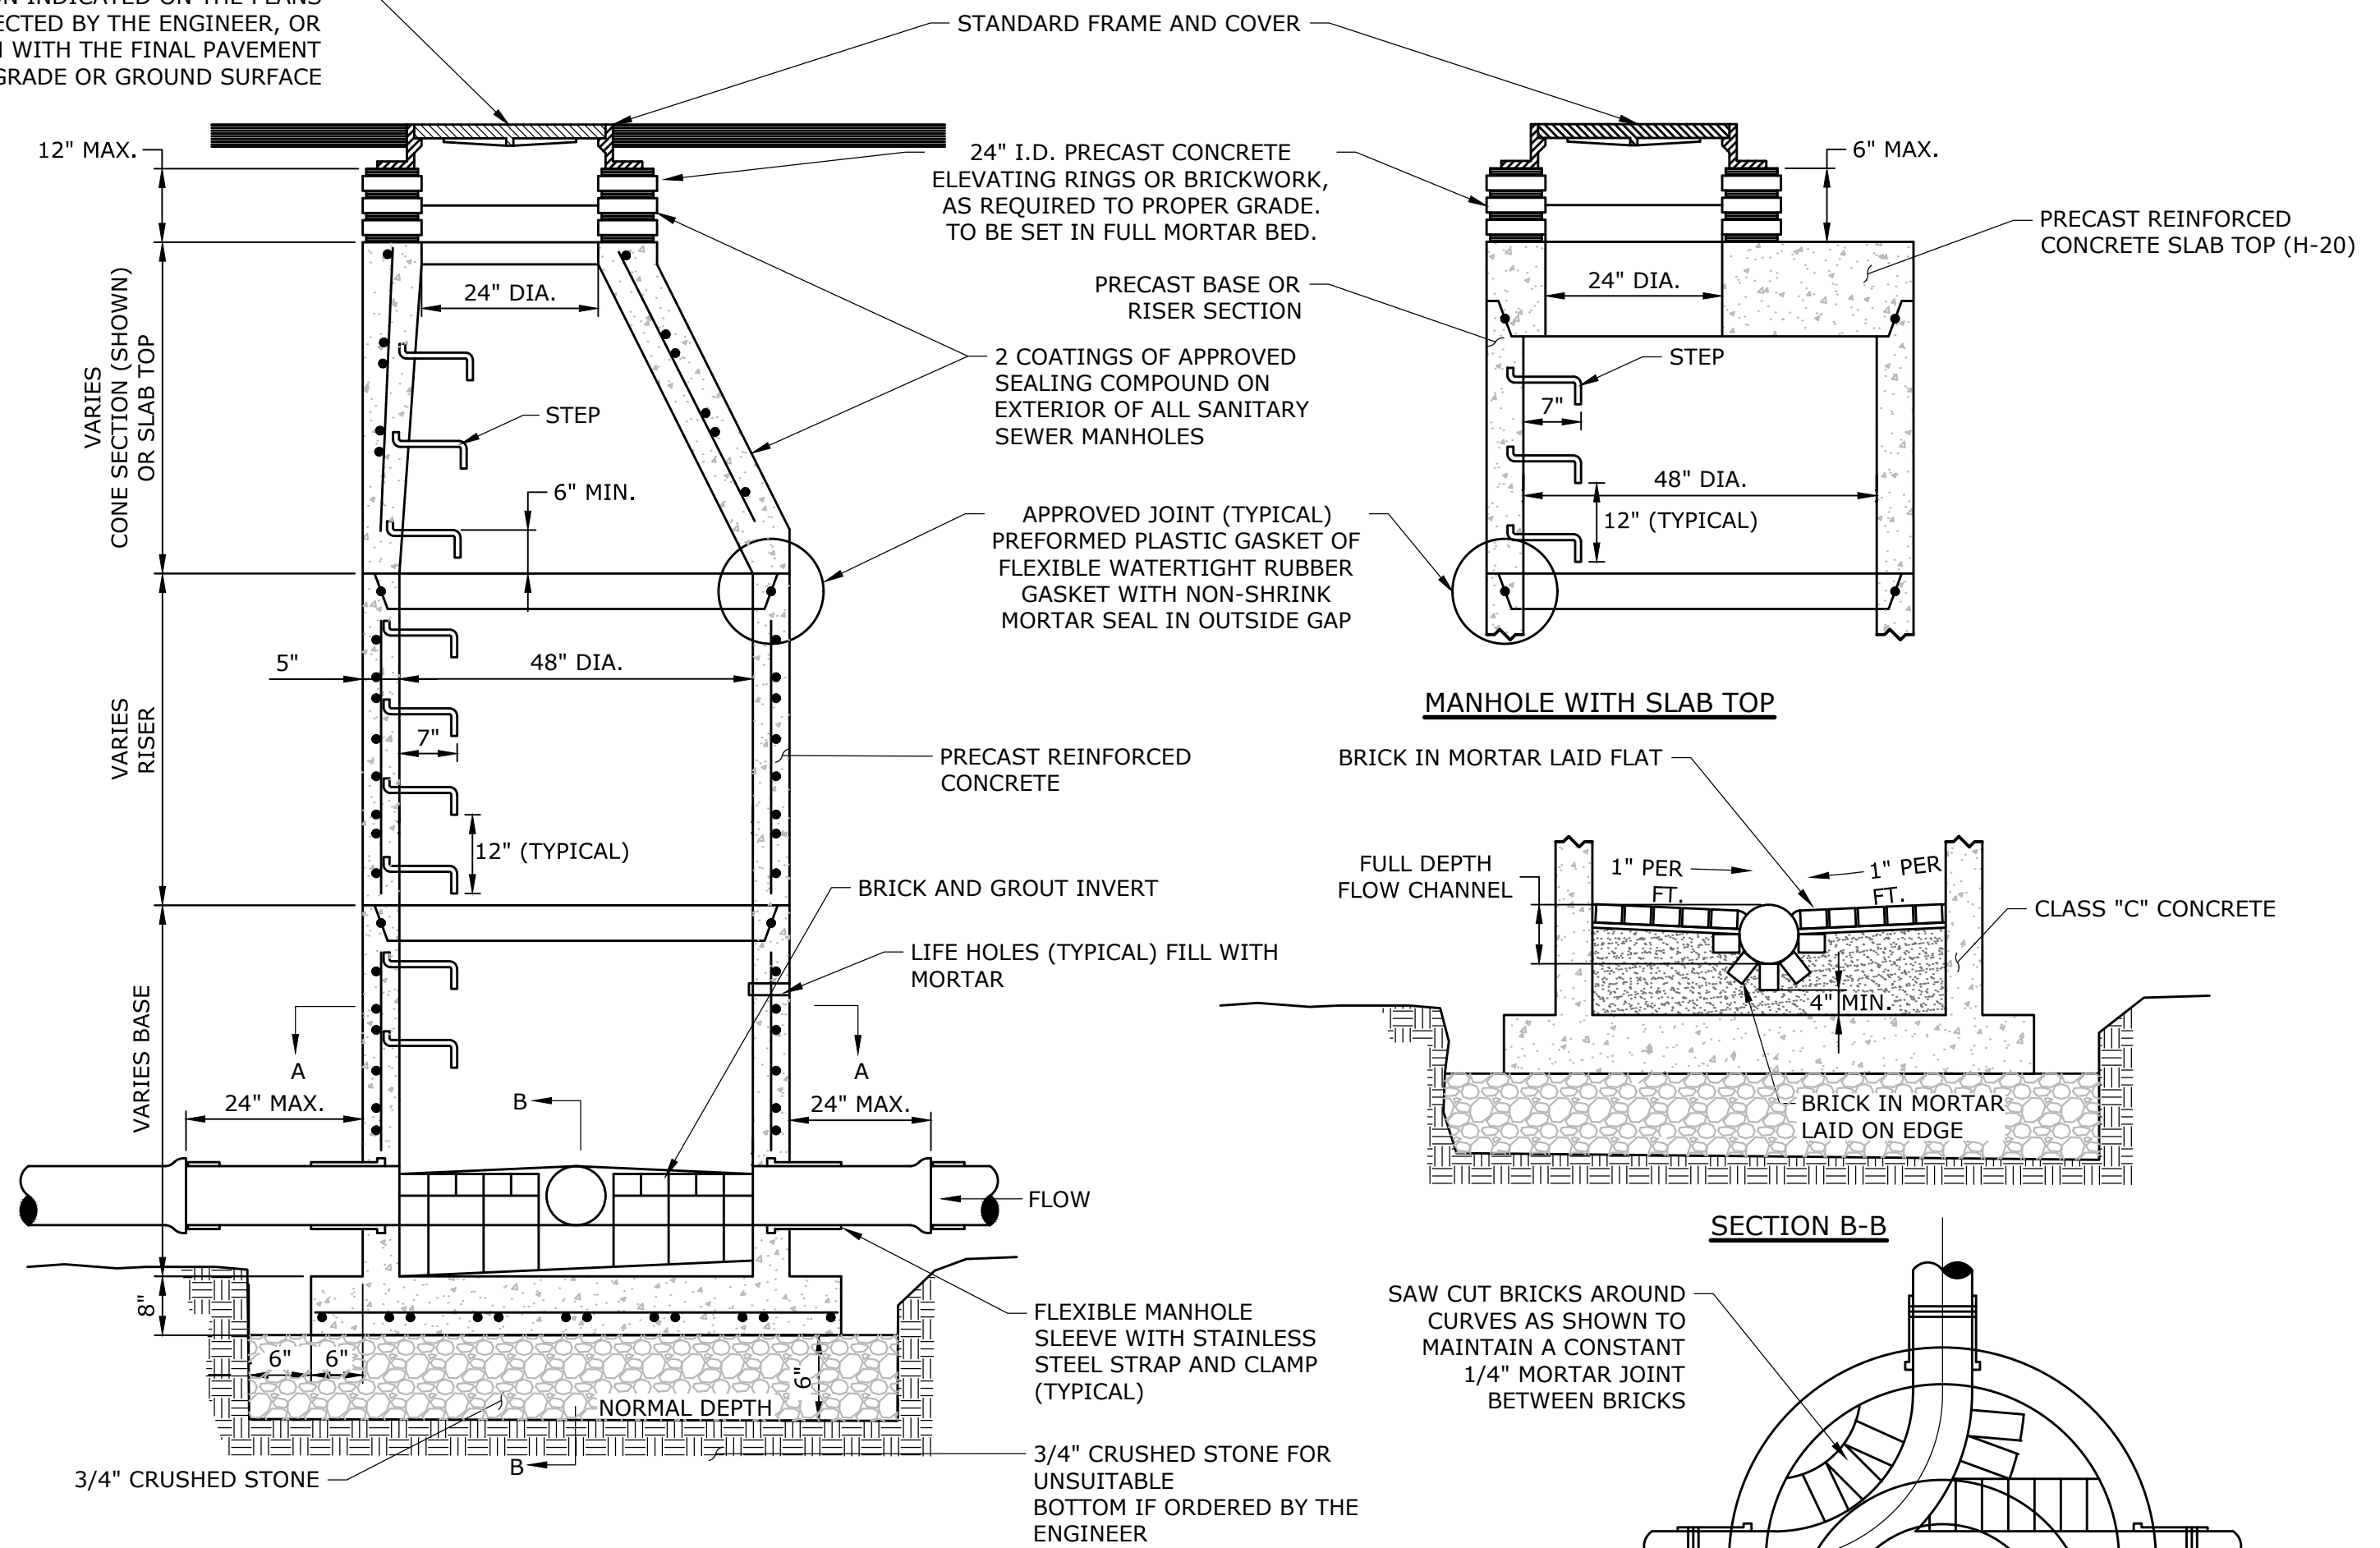 INDICATED ON THE PLANS
BY THE ENGINEER, OR
WITH THE FINAL PAVEMENT
GRADE OR GROUND SURFACE
STANDARD FRAME AND COVER
12" MAX.
24" I.D. PRECAST CONCRETE
ELEVATING RINGS OR BRICKWORK,
AS REQUIRED TO PROPER GRADE.
TO BE SET IN FULL MORTAR BED.
6" MAX.
PRECAST REINFORCED
CONCRETE SLAB TOP (H-20)
VARIES
CONE SECTION (SHOWN)
OR SLAB TOP
24" DIA.
PRECAST BASE OR
RISER SECTION
24" DIA.
2 COATINGS OF APPROVED
SEALING COMPOUND ON
EXTERIOR OF ALL SANITARY
SEWER MANHOLES
STEP
STEP
7"
6" MIN.
48" DIA.
12" (TYPICAL)
APPROVED JOINT (TYPICAL)
PREFORMED PLASTIC GASKET OF
FLEXIBLE WATERTIGHT RUBBER
GASKET WITH NON-SHRINK
MORTAR SEAL IN OUTSIDE GAP
5"
48" DIA.
VARIES
RISER
7"
MANHOLE WITH SLAB TOP
PRECAST REINFORCED
CONCRETE
12" (TYPICAL)
BRICK IN MORTAR LAID FLAT
FULL DEPTH
FLOW CHANNEL
1" PER
FT.
1" PER
FT.
CLASS "C" CONCRETE
4" MIN.
BRICK IN MORTAR
LAID ON EDGE
SECTION B-B
BRICK AND GROUT INVERT
LIFE HOLES (TYPICAL) FILL WITH
MORTAR
VARIES BASE
A
A
24" MAX.
B
24" MAX.
FLOW
8"
FLEXIBLE MANHOLE
SLEEVE WITH STAINLESS
STEEL STRAP AND CLAMP
(TYPICAL)
6"
6"
6"
NORMAL DEPTH
B
3/4" CRUSHED STONE
3/4" CRUSHED STONE FOR
UNSUITABLE
BOTTOM IF ORDERED BY THE
ENGINEER
SAW CUT BRICKS AROUND
CURVES AS SHOWN TO
MAINTAIN A CONSTANT
1/4" MORTAR JOINT
BETWEEN BRICKS